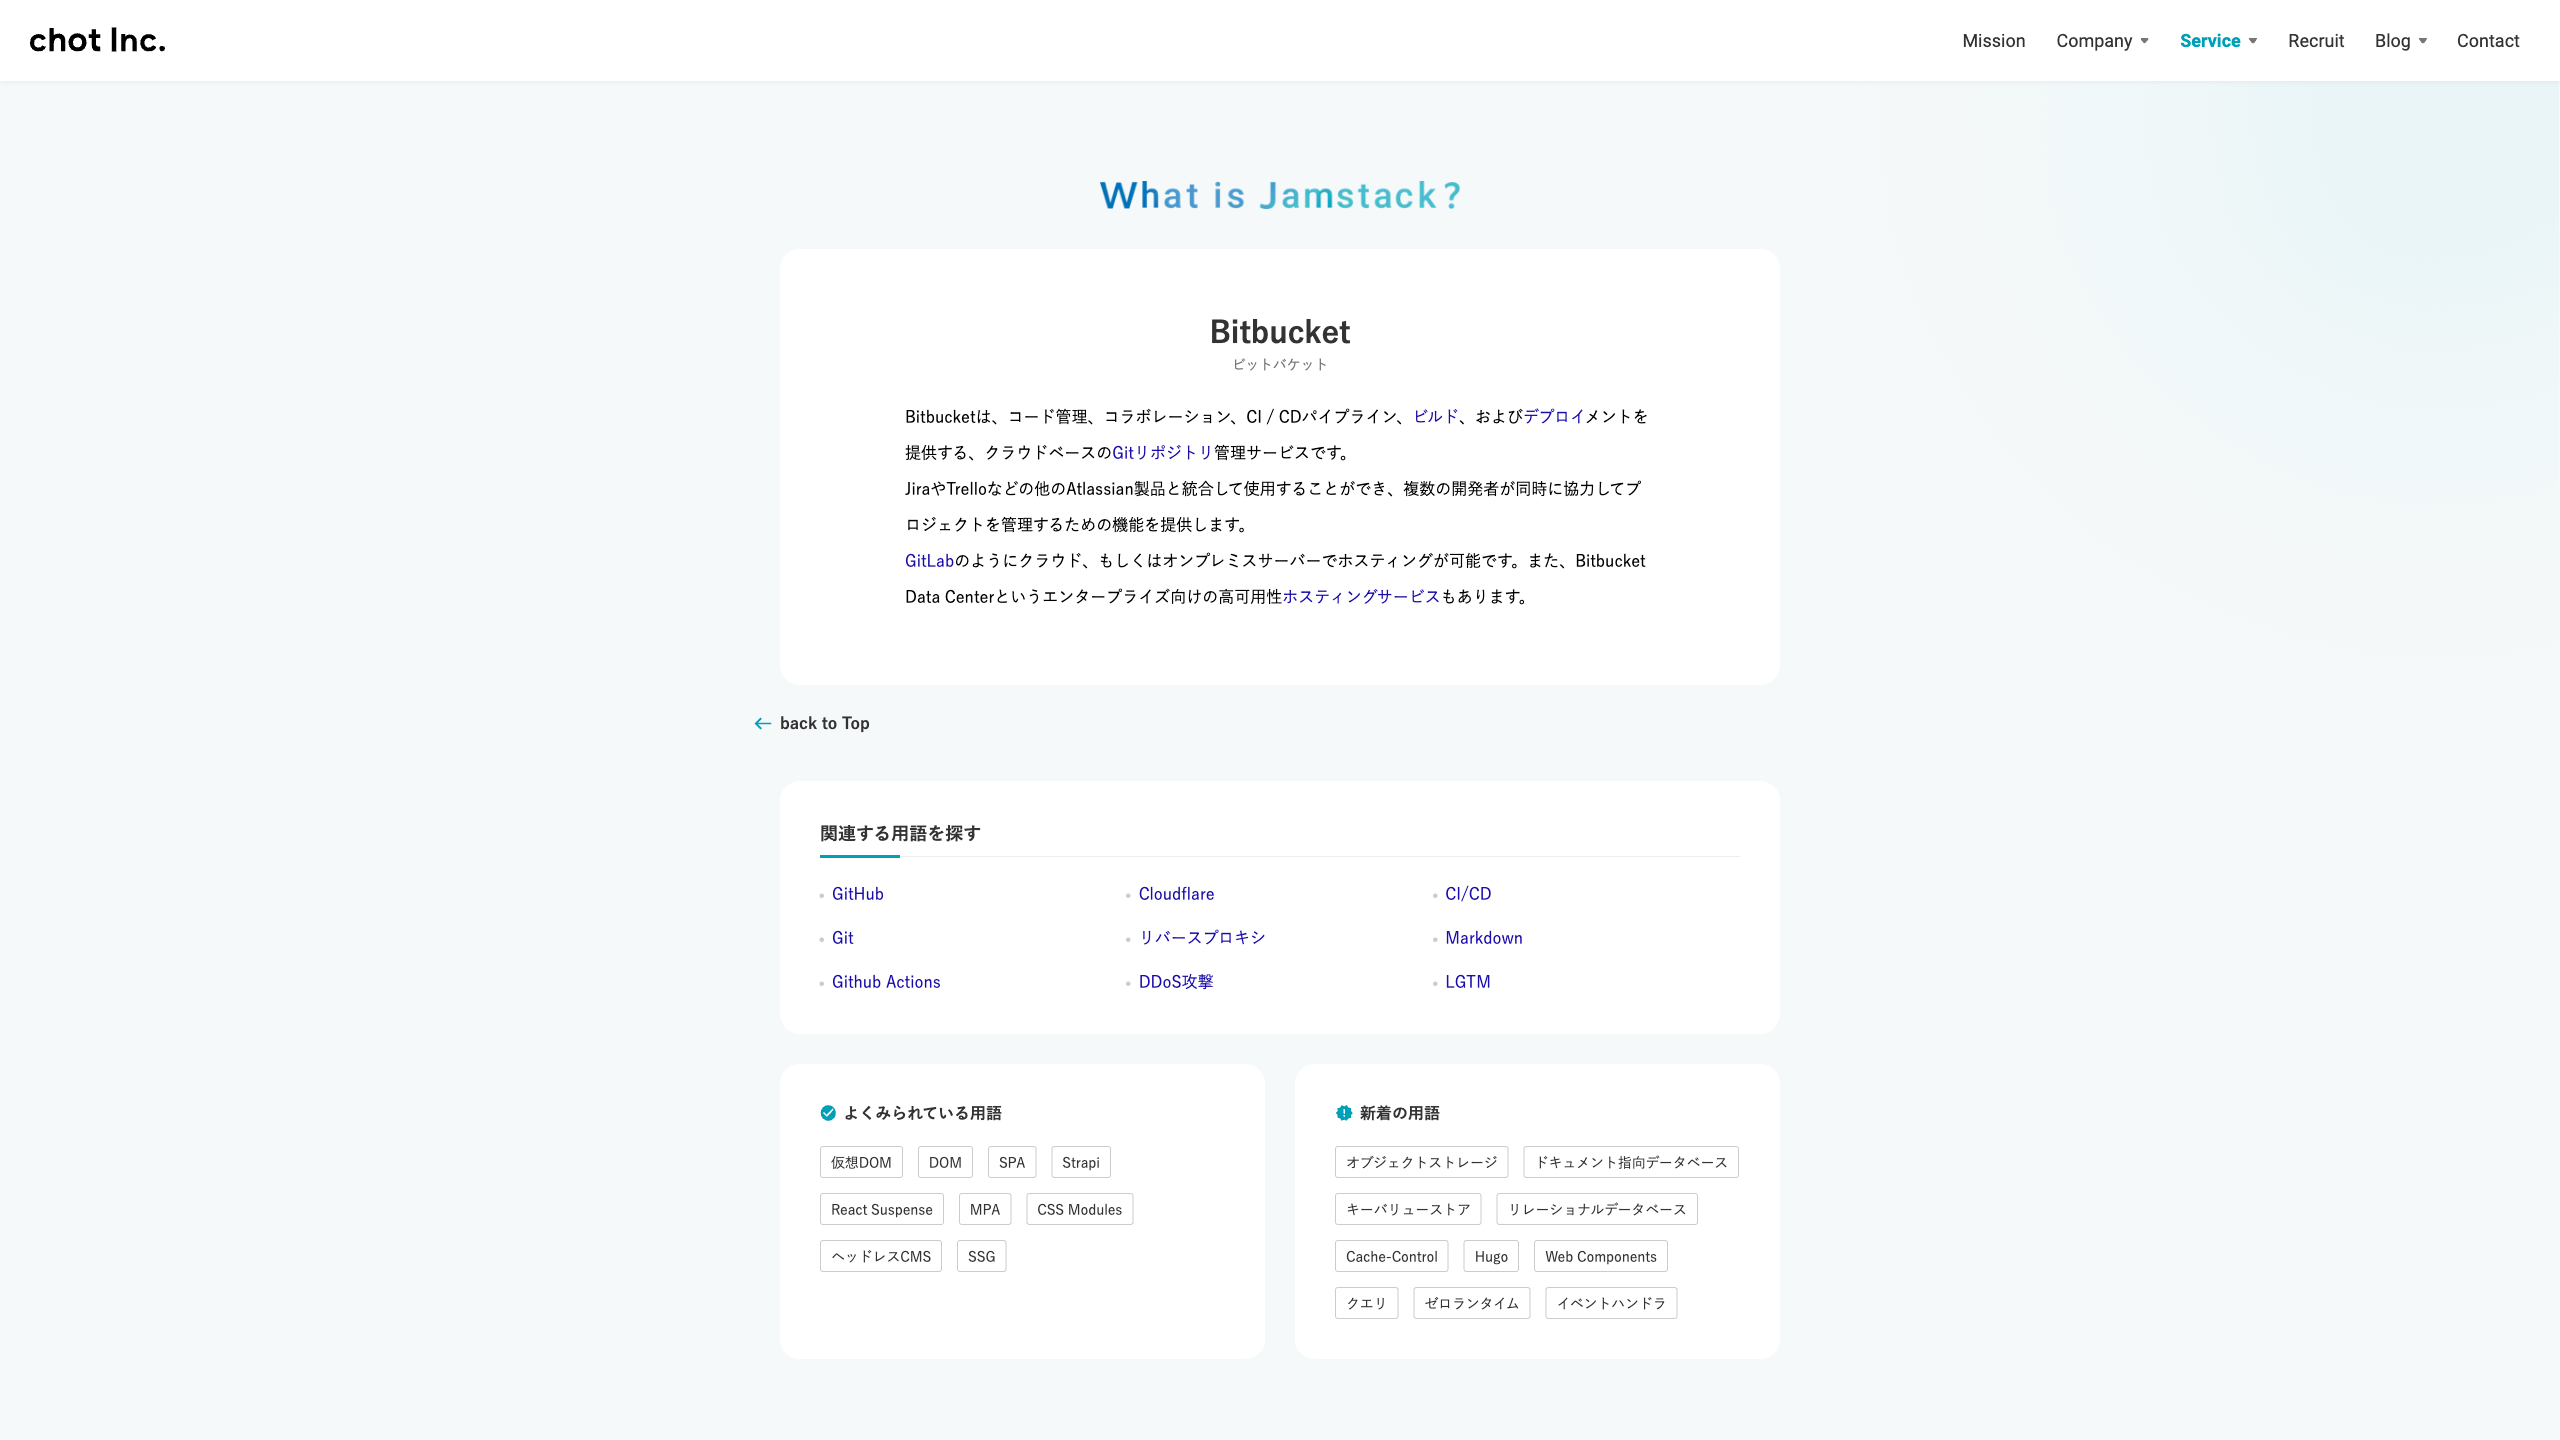 chot Inc.
Mission Company Service Recruit Blog Contact
What is Jamstack?
Bitbucket
ビットバケット
Bitbucketは、コード管理、コラボレーション、CI / CDパイプライン、ビルド、およびデプロイメントを
提供する、クラウドベースのGitリポジトリ管理サービスです。
JiraやTrelloなどの他のAtlassian製品と統合して使用することができ、複数の開発者が同時に協力してプ
ロジェクトを管理するための機能を提供します。
GitLabのようにクラウド、もしくはオンプレミスサーバーでホスティングが可能です。また、Bitbucket
Data Centerというエンタープライズ向けの高可用性ホスティングサービスもあります。
back to Top
関連する用語を探す
GitHub Cloudflare CI/CD
Git リバースプロキシ Markdown
Github Actions DDoS攻撃 LGTM
よくみられている用語
仮想DOM DOM SPA Strapi
React Suspense MPA CSS Modules
ヘッドレスCMS SSG
新着の用語
オブジェクトストレージ ドキュメント指向データベース
キーバリューストア リレーショナルデータベース
Cache-Control Hugo Web Components
クエリ ゼロランタイム イベントハンドラ